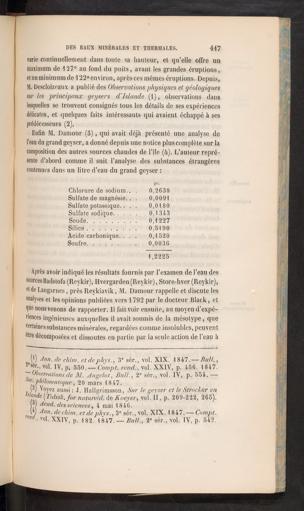 DES EAUX MINÉRALES ET THERMALES. 447
varie continuellement dans toute sa hauteur, et qu'elle offre un
maximum de 127° au fond du puits, avant les grandes éruptions,
et un minimum de 122° environ, après ces mêmes éruptions. Depuis,
M. Descloizeaux a publié des Observations physiques et géologiques
sur les principaux geysers d'Islande (1), observations dans
lesquelles se trouvent consignés tous les détails de ses expériences
délicates, et quelques faits intéressants qui avaient échappé à ses
prédécesseurs (2).
Enfin M. Damour (3), qui avait déjà présenté une analyse de
l'eau du grand geyser, a donné depuis une notice plus complète sur la
composition des autres sources chaudes de l'île (4). L'auteur repré-
sente d'abord comme il suit l'analyse des substances étrangères
contenues dans un litre d'eau du grand geyser :
gr.
Chlorure de sodium. . . 0,2638
Sulfate de magnésie. . . 0,0091
Sulfate potassique. . . . 0,0180
Sulfate sodique. . . . . 0,1343
Soude. . . . . . . . 0,1227
Silice . . . . . . . . 0,5190
Acide carbonique. . . . 0,1520
Soufre. . . . . . . . 0,0036
1,2225
Après avoir indiqué les résultats fournis par l'examen de l'eau des
sources Badstofa (Reykir), Hvergarden (Reykir), Store-hver (Reykir),
et de Laugarnes, près Reykiavik, M. Damour rappelle et discute les
analyses et les opinions publiées vers 1792 par le docteur Black, et
que nous venons de rapporter. Il fait voir ensuite, au moyen d'expé-
riences ingénieuses auxquelles il avait soumis de la mésotype, que
certaines substances minérales, regardées comme insolubles, peuvent
être décomposées et dissoutes en partie par la seule action de l'eau à
(1) Ann. de chim. et de phys., 3e sér., vol. XIX. 1847. — Bull.,
2e sér., vol. IV, p. 550. — Compt. rend., vol. XXIV, p. 456. 1847.
— Observations de M. Angelot, Bull., 2e sér., vol. IV, p. 551. —
Soc. philomatique, 20 mars 1847.
(2) Voyez aussi : J. Hallgrimsson, Sur le geyser et le Strockur en
Islande (Tidsk. for naturvid. de Kroyer, vol. II, p. 209-222, 265).
(3) Acad. des sciences, 4 mai 1846.
(4) Ann. de chim. et de phys., 3e sér., vol. XIX. 1847. — Compt.
rend., vol. XXIV, p. 182. 1847. — Bull., 2e sér., vol. IV, p. 542.